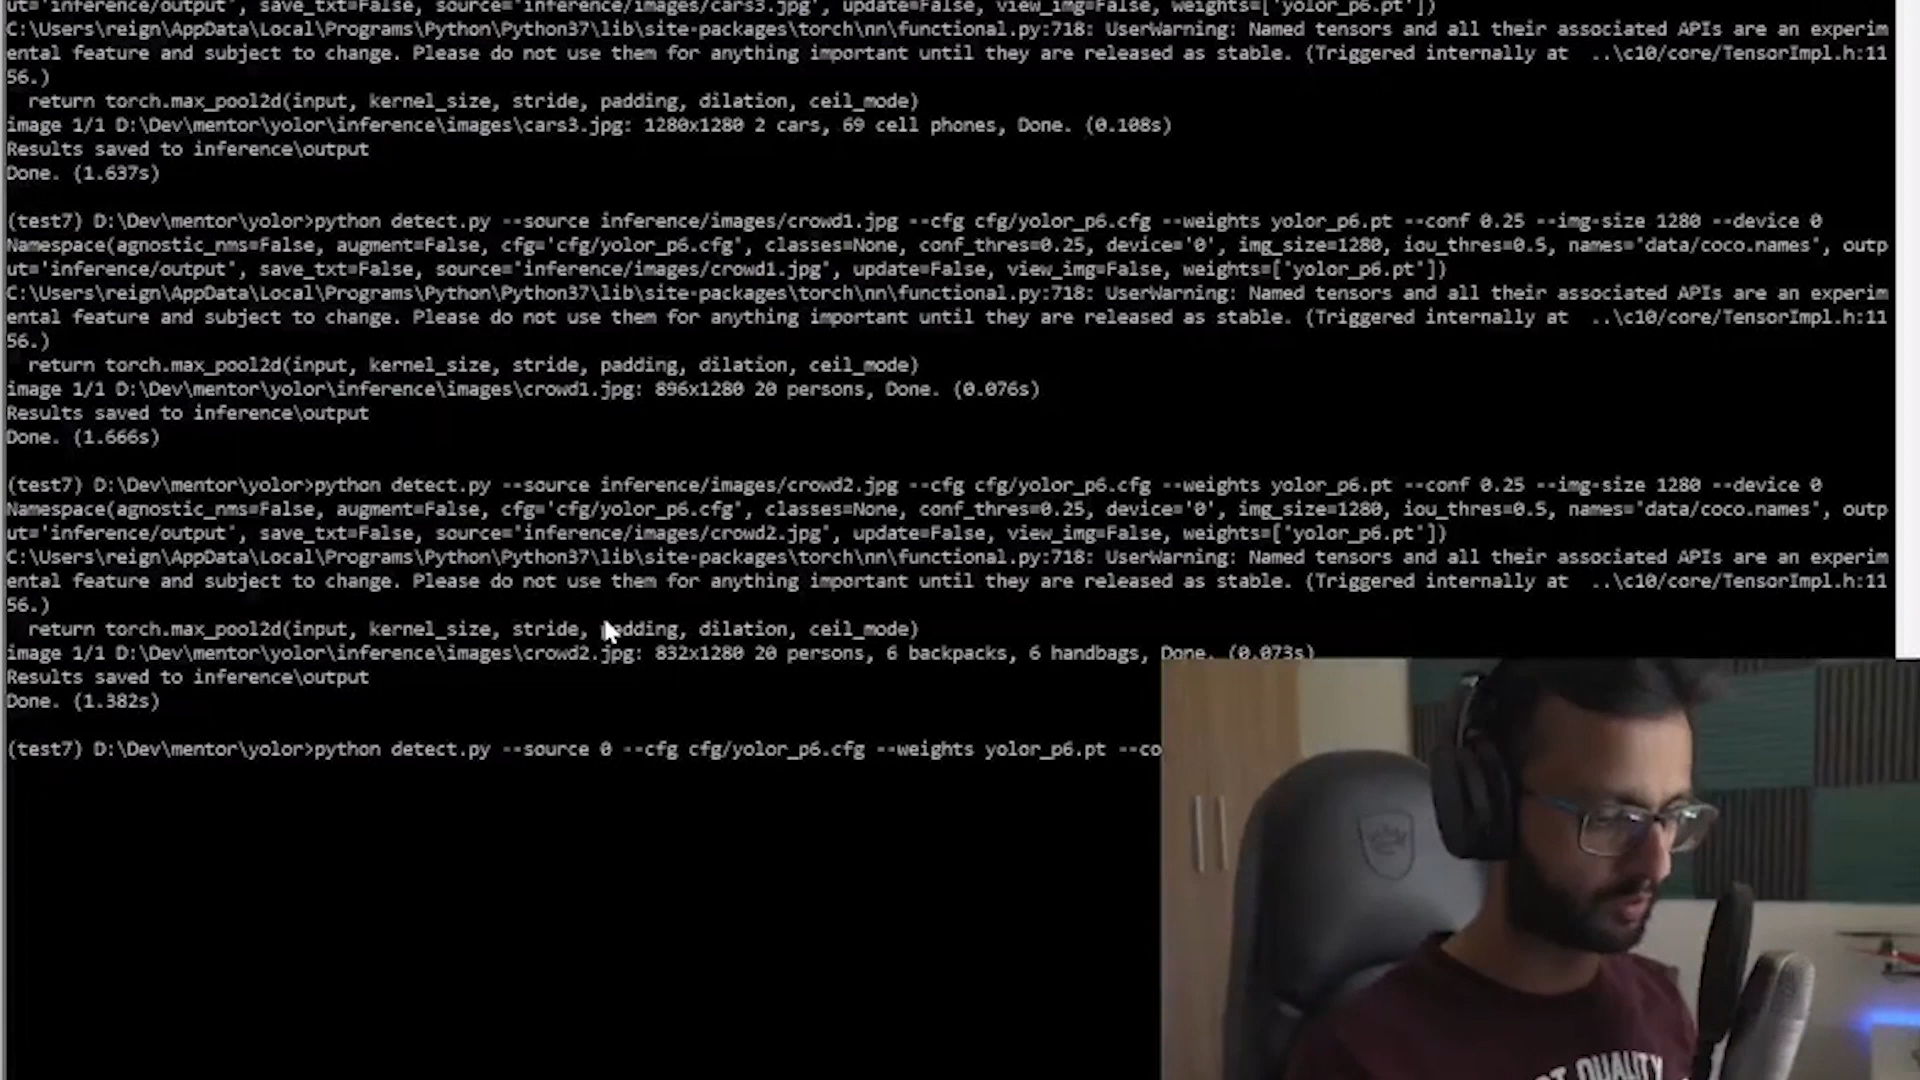 ut='inference/output', save_txt=False, source='inference/images/cars3.jpg', update=False, view_img=False, weights=['yolor_p6.pt'])
C:\Users\reign\AppData\Local\Programs\Python\Python37\lib\site-packages\torch\nn\functional.py:718: UserWarning: Named tensors and all their associated APIs are an experim
ental feature and subject to change. Please do not use them for anything important until they are released as stable. (Triggered internally at  ..\c10/core/TensorImpl.h:11
56.)
  return torch.max_pool2d(input, kernel_size, stride, padding, dilation, ceil_mode)
image 1/1 D:\Dev\mentor\yolor\inference\images\cars3.jpg: 1280x1280 2 cars, 69 cell phones, Done. (0.108s)
Results saved to inference\output
Done. (1.637s)
(test7) D:\Dev\mentor\yolor>python detect.py --source inference/images/crowd1.jpg --cfg cfg/yolor_p6.cfg --weights yolor_p6.pt --conf 0.25 --img-size 1280 --device 0
Namespace(agnostic_nms=False, augment=False, cfg='cfg/yolor_p6.cfg', classes=None, conf_thres=0.25, device='0', img_size=1280, iou_thres=0.5, names='data/coco.names', outp
ut='inference/output', save_txt=False, source='inference/images/crowd1.jpg', update=False, view_img=False, weights=['yolor_p6.pt'])
C:\Users\reign\AppData\Local\Programs\Python\Python37\lib\site-packages\torch\nn\functional.py:718: UserWarning: Named tensors and all their associated APIs are an experim
ental feature and subject to change. Please do not use them for anything important until they are released as stable. (Triggered internally at  ..\c10/core/TensorImpl.h:11
56.)
  return torch.max_pool2d(input, kernel_size, stride, padding, dilation, ceil_mode)
image 1/1 D:\Dev\mentor\yolor\inference\images\crowd1.jpg: 896x1280 20 persons, Done. (0.076s)
Results saved to inference\output
Done. (1.666s)
(test7) D:\Dev\mentor\yolor>python detect.py --source inference/images/crowd2.jpg --cfg cfg/yolor_p6.cfg --weights yolor_p6.pt --conf 0.25 --img-size 1280 --device 0
Namespace(agnostic_nms=False, augment=False, cfg='cfg/yolor_p6.cfg', classes=None, conf_thres=0.25, device='0', img_size=1280, iou_thres=0.5, names='data/coco.names', outp
ut='inference/output', save_txt=False, source='inference/images/crowd2.jpg', update=False, view_img=False, weights=['yolor_p6.pt'])
C:\Users\reign\AppData\Local\Programs\Python\Python37\lib\site-packages\torch\nn\functional.py:718: UserWarning: Named tensors and all their associated APIs are an experim
ental feature and subject to change. Please do not use them for anything important until they are released as stable. (Triggered internally at  ..\c10/core/TensorImpl.h:11
56.)
  return torch.max_pool2d(input, kernel_size, stride, padding, dilation, ceil_mode)
image 1/1 D:\Dev\mentor\yolor\inference\images\crowd2.jpg: 832x1280 20 persons, 6 backpacks, 6 handbags, Done. (0.073s)
Results saved to inference\output
Done. (1.382s)
(test7) D:\Dev\mentor\yolor>python detect.py --source 0 --cfg cfg/yolor_p6.cfg --weights yolor_p6.pt --co
QUALITY